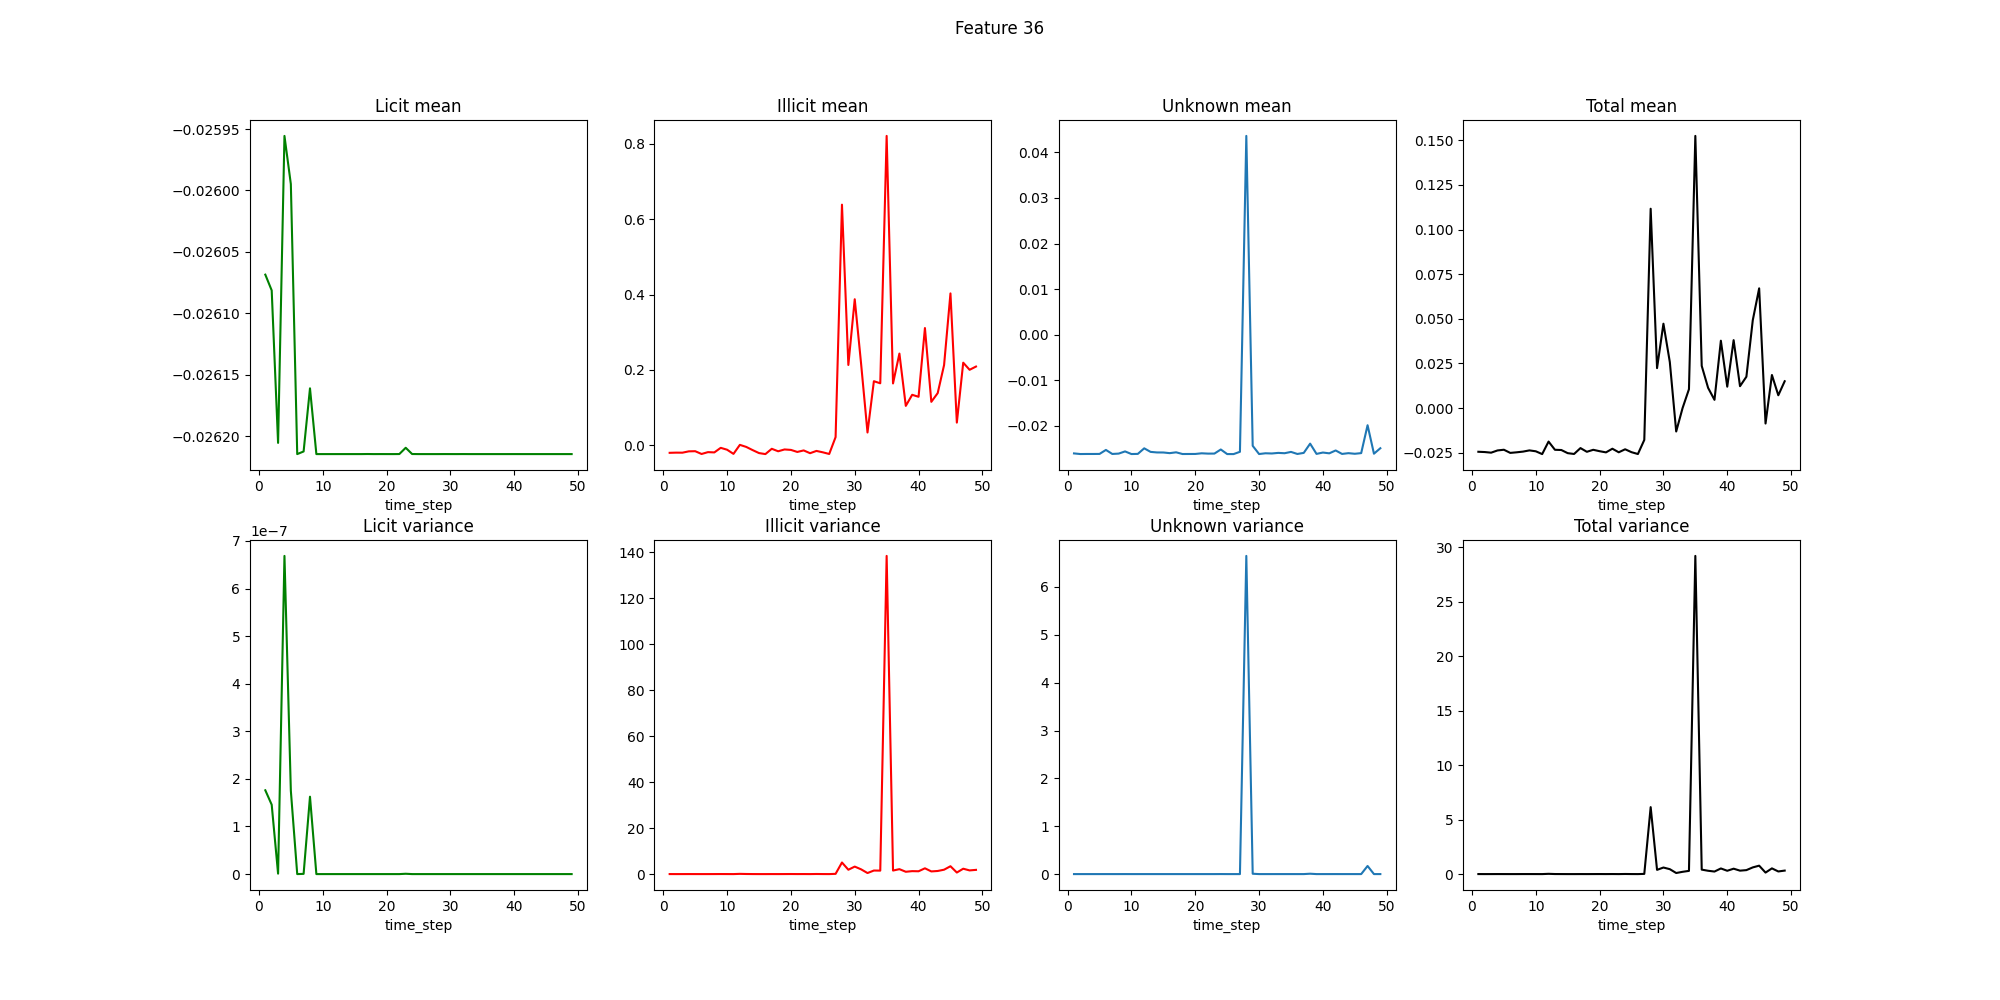 Feature 36
Licit mean
−0.02595
−0.02600
−0.02605
−0.02610
−0.02615
−0.02620
0 10 20 30 40 50
time_step
Illicit mean
0.8
0.6
0.4
0.2
0.0
0 10 20 30 40 50
time_step
Unknown mean
0.04
0.03
0.02
0.01
0.00
−0.01
−0.02
0 10 20 30 40 50
time_step
Total mean
0.150
0.125
0.100
0.075
0.050
0.025
0.000
−0.025
0 10 20 30 40 50
time_step
Licit variance
1e−7
7
6
5
4
3
2
1
0
0 10 20 30 40 50
time_step
Illicit variance
140
120
100
80
60
40
20
0
0 10 20 30 40 50
time_step
Unknown variance
6
5
4
3
2
1
0
0 10 20 30 40 50
time_step
Total variance
30
25
20
15
10
5
0
0 10 20 30 40 50
time_step